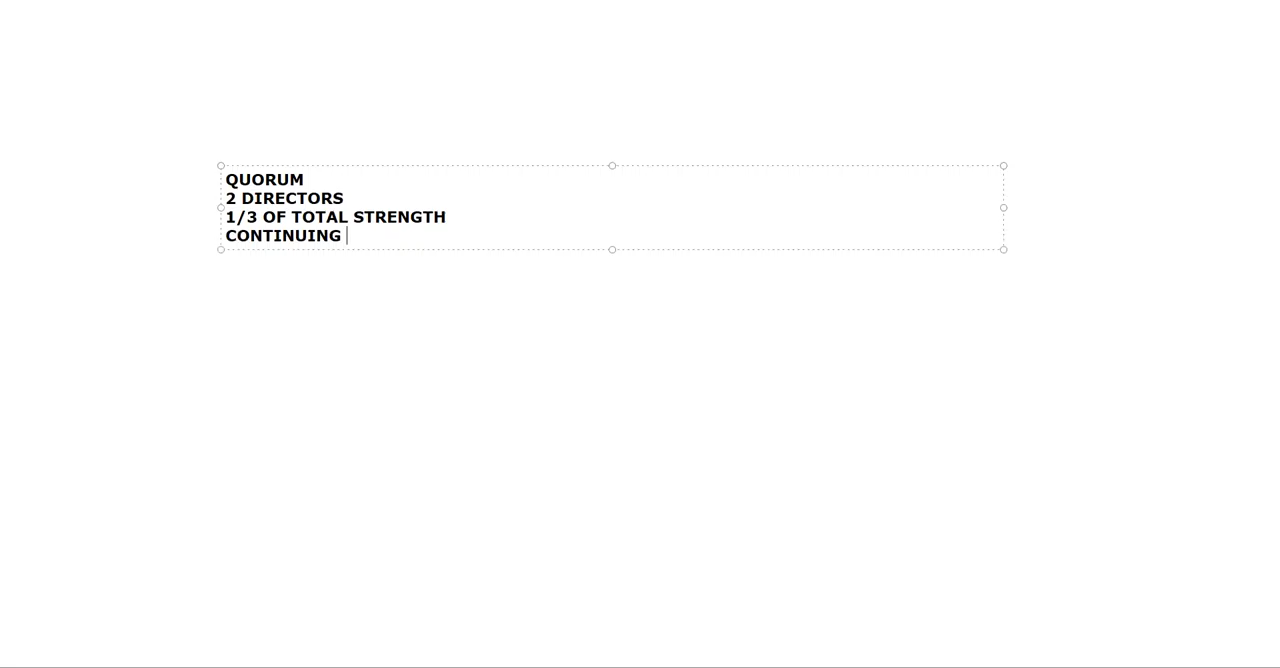 QUORUM
2 DIRECTORS
1/3 OF TOTAL STRENGTH
CONTINUING